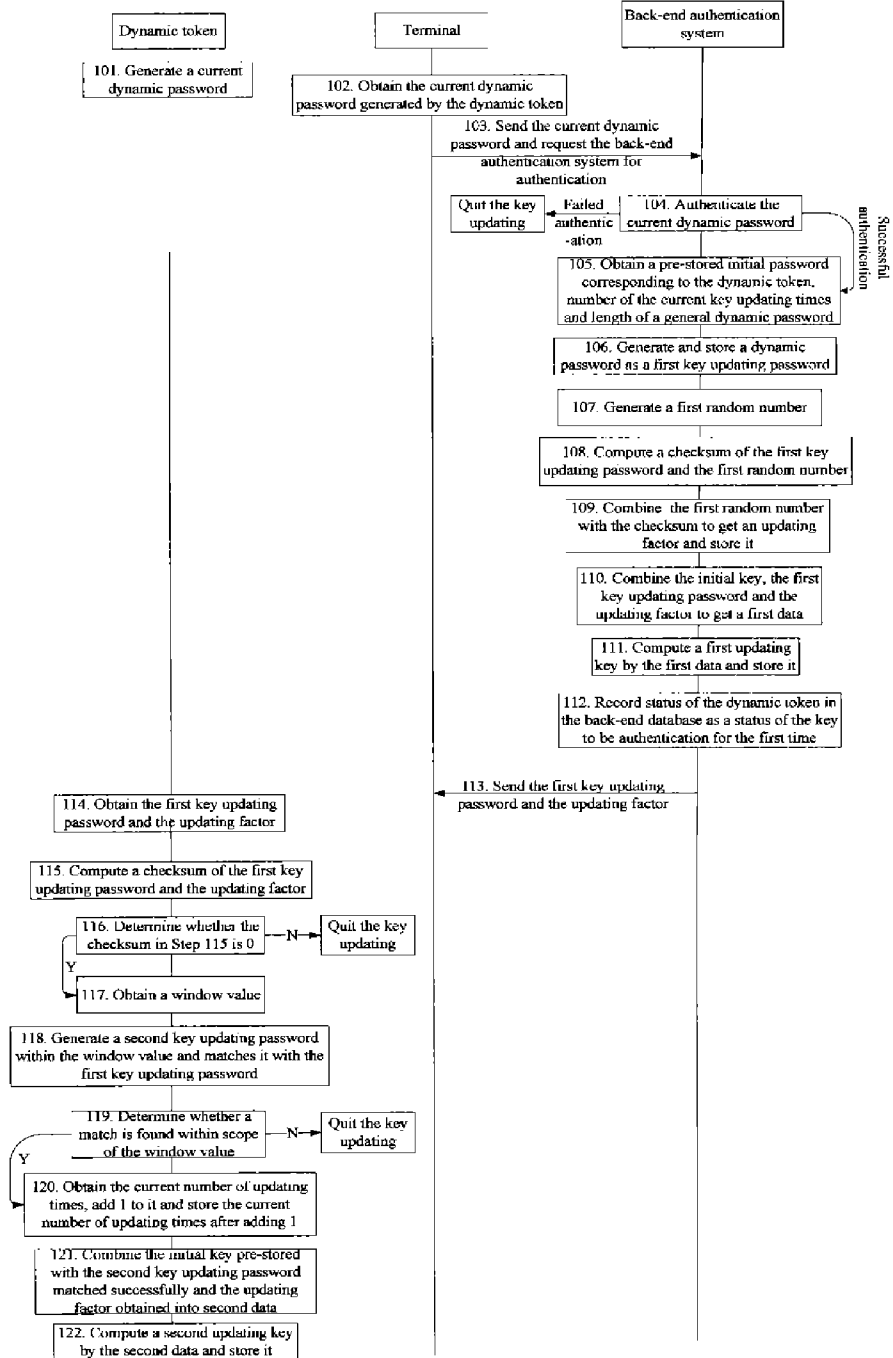 Dynamic token
Terminal
Back-end authentication
system
101. Generate a current
dynamic password
102. Obtain the current dynamic
password generated by the dynamic token
103. Send the current dynamic
password and request the back-end
authentication system for
authentication
Quit the key
updating
Failed
authentic
-ation
104. Authenticate the
current dynamic password
Successful
authentication
105. Obtain a pre-stored initial password
corresponding to the dynamic token,
number of the current key updating times
and length of a general dynamic password
106. Generate and store a dynamic
password as a first key updating password
107. Generate a first random number
108. Compute a checksum of the first key
updating password and the first random number
109. Combine the first random number
with the checksum to get an updating
factor and store it
110. Combine the initial key, the first
key updating password and the
updating factor to get a first data
111. Compute a first updating
key by the first data and store it
112. Record status of the dynamic token in
the back-end database as a status of the key
to be authentication for the first time
113. Send the first key updating
password and the updating factor
114. Obtain the first key updating
password and the updating factor
115. Compute a checksum of the first key
updating password and the updating factor
116. Determine whether the
checksum in Step 115 is 0
N
Quit the key
updating
Y
117. Obtain a window value
118. Generate a second key updating password
within the window value and matches it with the
first key updating password
119. Determine whether a
match is found within scope
of the window value
N
Quit the key
updating
Y
120. Obtain the current number of updating
times, add 1 to it and store the current
number of updating times after adding 1
121. Combine the initial key pre-stored
with the second key updating password
matched successfully and the updating
factor obtained into second data
122. Compute a second updating key
by the second data and store it